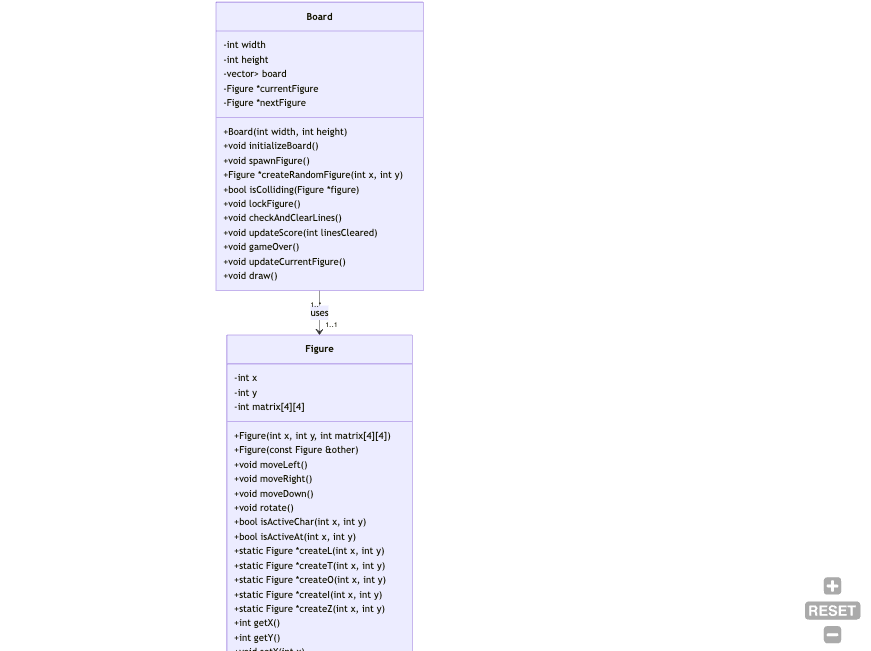 Board
-int width
-int height
-vector> board
-Figure *currentFigure
-Figure *nextFigure
+Board(int width, int height)
+void initializeBoard()
+void spawnFigure()
+Figure *createRandomFigure(int x, int y)
+bool isColliding(Figure *figure)
+void lockFigure()
+void checkAndClearLines()
+void updateScore(int linesCleared)
+void gameOver()
+void updateCurrentFigure()
+void draw()
1..*
uses
1..1
Figure
-int x
-int y
-int matrix[4][4]
+Figure(int x, int y, int matrix[4][4])
+Figure(const Figure &other)
+void moveLeft()
+void moveRight()
+void moveDown()
+void rotate()
+bool isActiveChar(int x, int y)
+bool isActiveAt(int x, int y)
+static Figure *createL(int x, int y)
+static Figure *createT(int x, int y)
+static Figure *createO(int x, int y)
+static Figure *createI(int x, int y)
+static Figure *createZ(int x, int y)
+int getX()
+int getY()
+void setX(int x)
RESET